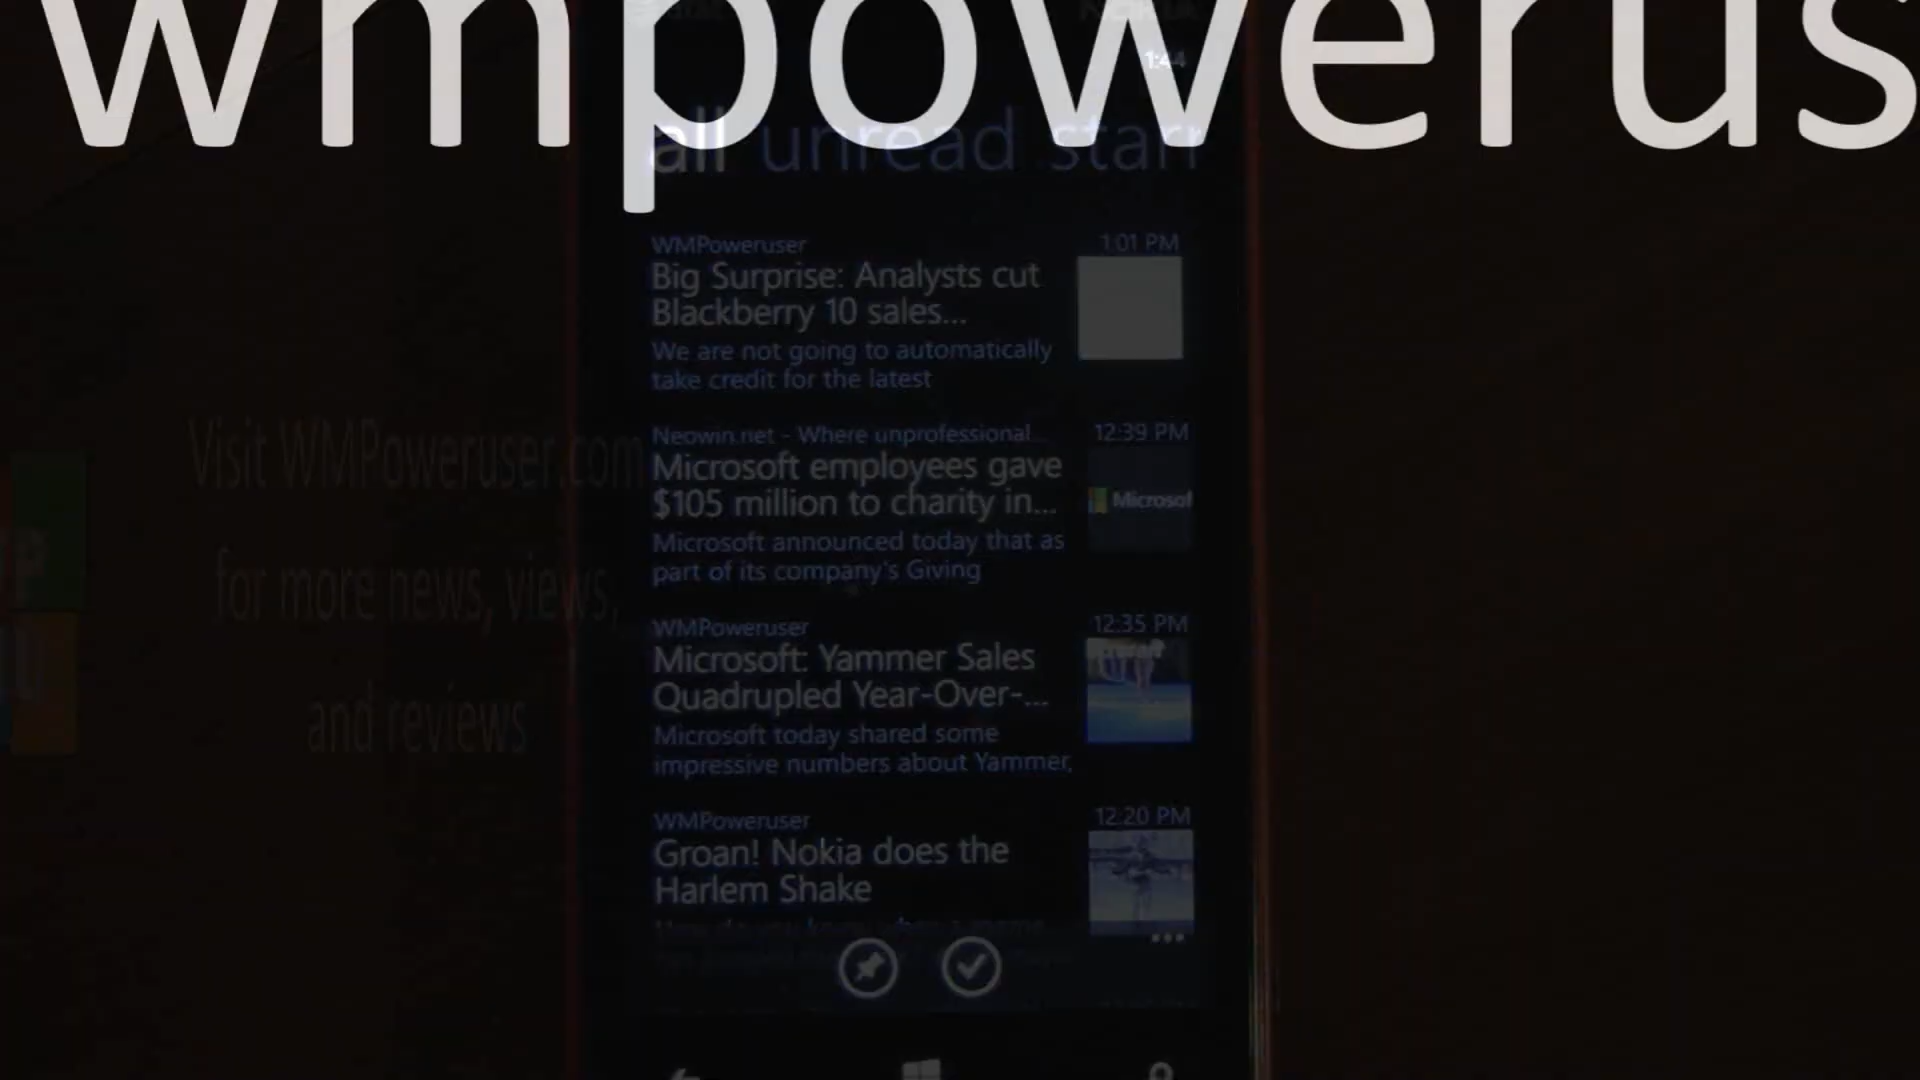 wmpowerus
NOKIA
1:44
all unread starr
WMPoweruser 1:01 PM
Big Surprise: Analysts cut
Blackberry 10 sales...
We are not going to automatically
take credit for the latest
Neowin.net - Where unprofessional... 12:39 PM
Microsoft employees gave
$105 million to charity in...
Microsof
Microsoft announced today that as
part of its company's Giving
WMPoweruser 12:35 PM
Microsoft: Yammer Sales
Quadrupled Year-Over-...
Microsoft today shared some
impressive numbers about Yammer,
WMPoweruser 12:20 PM
Groan! Nokia does the
Harlem Shake
Visit WMPoweruser.com
for more news, views,
and reviews